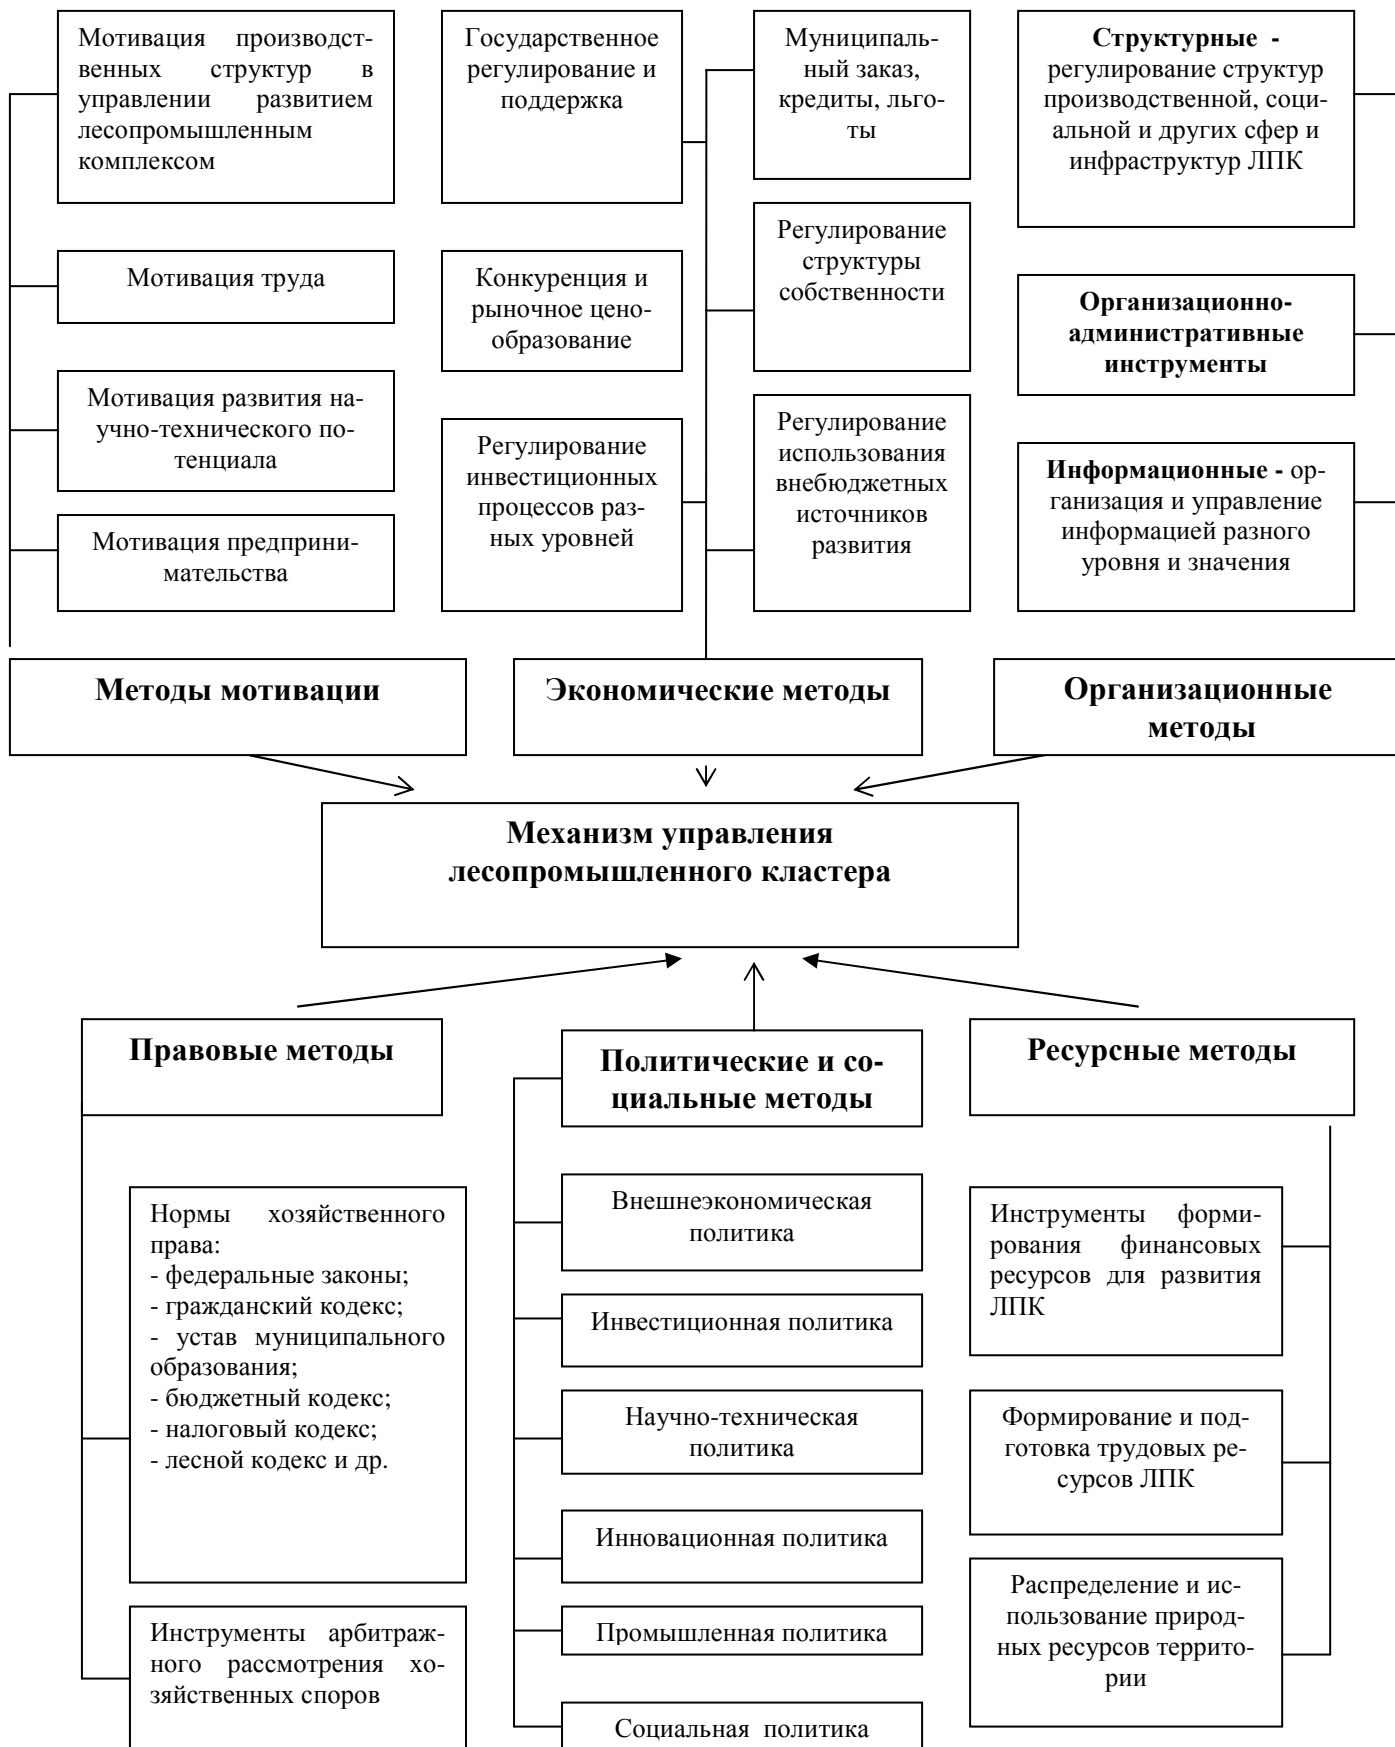 Мотивация производст-
венных структур в
управлении развитием
лесопромышленным
комплексом
Мотивация труда
Мотивация развития на-
учно-технического по-
тенциала
Мотивация предприни-
мательства
Государственное
регулирование и
поддержка
Конкуренция и
рыночное цено-
образование
Регулирование
инвестиционных
процессов раз-
ных уровней
Муниципаль-
ный заказ,
кредиты, льго-
ты
Регулирование
структуры
собственности
Регулирование
использования
внебюджетных
источников
развития
Структурные -
регулирование структур
производственной, соци-
альной и других сфер и
инфраструктур ЛПК
Организационно-
административные
инструменты
Информационные - ор-
ганизация и управление
информацией разного
уровня и значения
Методы мотивации
Экономические методы
Организационные
методы
Механизм управления
лесопромышленного кластера
Правовые методы
Нормы хозяйственного
права:
- федеральные законы;
- гражданский кодекс;
- устав муниципального
образования;
- бюджетный кодекс;
- налоговый кодекс;
- лесной кодекс и др.
Инструменты арбитраж-
ного рассмотрения хо-
зяйственных споров
Политические и со-
циальные методы
Внешнеэкономическая
политика
Инвестиционная политика
Научно-техническая
политика
Инновационная политика
Промышленная политика
Социальная политика
Ресурсные методы
Инструменты форми-
рования финансовых
ресурсов для развития
ЛПК
Формирование и под-
готовка трудовых ре-
сурсов ЛПК
Распределение и ис-
пользование природ-
ных ресурсов террито-
рии